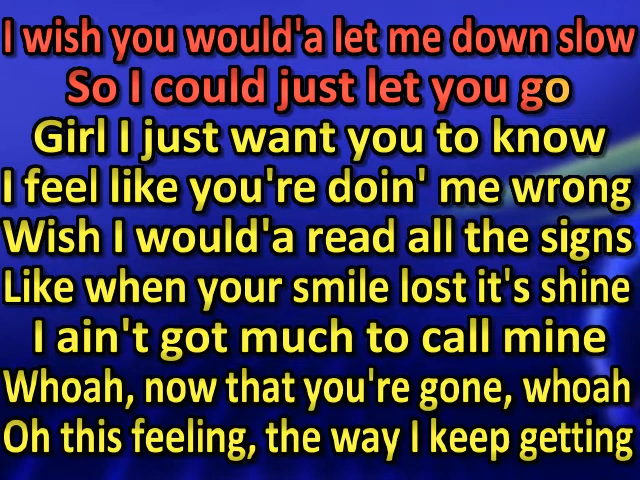 I wish you would'a let me down slow
So I could just let you go
Girl I just want you to know
I feel like you're doin' me wrong
Wish I would'a read all the signs
Like when your smile lost it's shine
I ain't got much to call mine
Whoah, now that you're gone, whoah
Oh this feeling, the way I keep getting